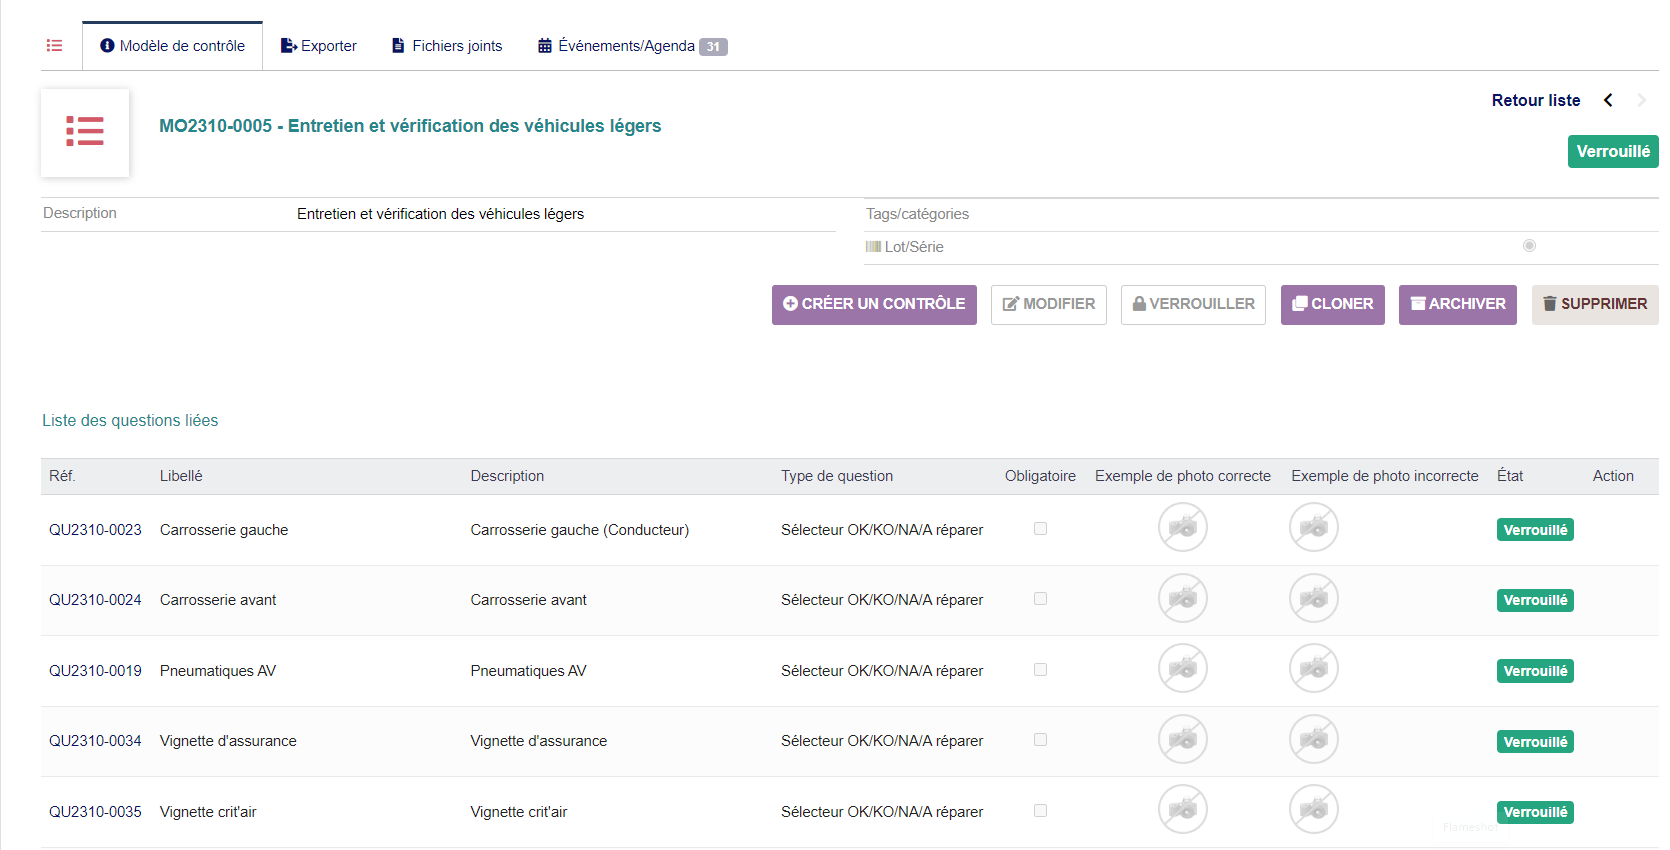 Modèle de contrôle Exporter Fichiers joints Événements/Agenda 31
Retour liste
MO2310-0005 - Entretien et vérification des véhicules légers
Verrouillé
Description Entretien et vérification des véhicules légers
Tags/catégories
Lot/Série
CRÉER UN CONTRÔLE MODIFIER VERROUILLER CLONER ARCHIVER SUPPRIMER
Liste des questions liées
Réf. Libellé Description Type de question Obligatoire Exemple de photo correcte Exemple de photo incorrecte État Action
QU2310-0023 Carrosserie gauche Carrosserie gauche (Conducteur) Sélecteur OK/KO/NA/A réparer Verrouillé
QU2310-0024 Carrosserie avant Carrosserie avant Sélecteur OK/KO/NA/A réparer Verrouillé
QU2310-0019 Pneumatiques AV Pneumatiques AV Sélecteur OK/KO/NA/A réparer Verrouillé
QU2310-0034 Vignette d'assurance Vignette d'assurance Sélecteur OK/KO/NA/A réparer Verrouillé
QU2310-0035 Vignette crit'air Vignette crit'air Sélecteur OK/KO/NA/A réparer Verrouillé
Flameshot